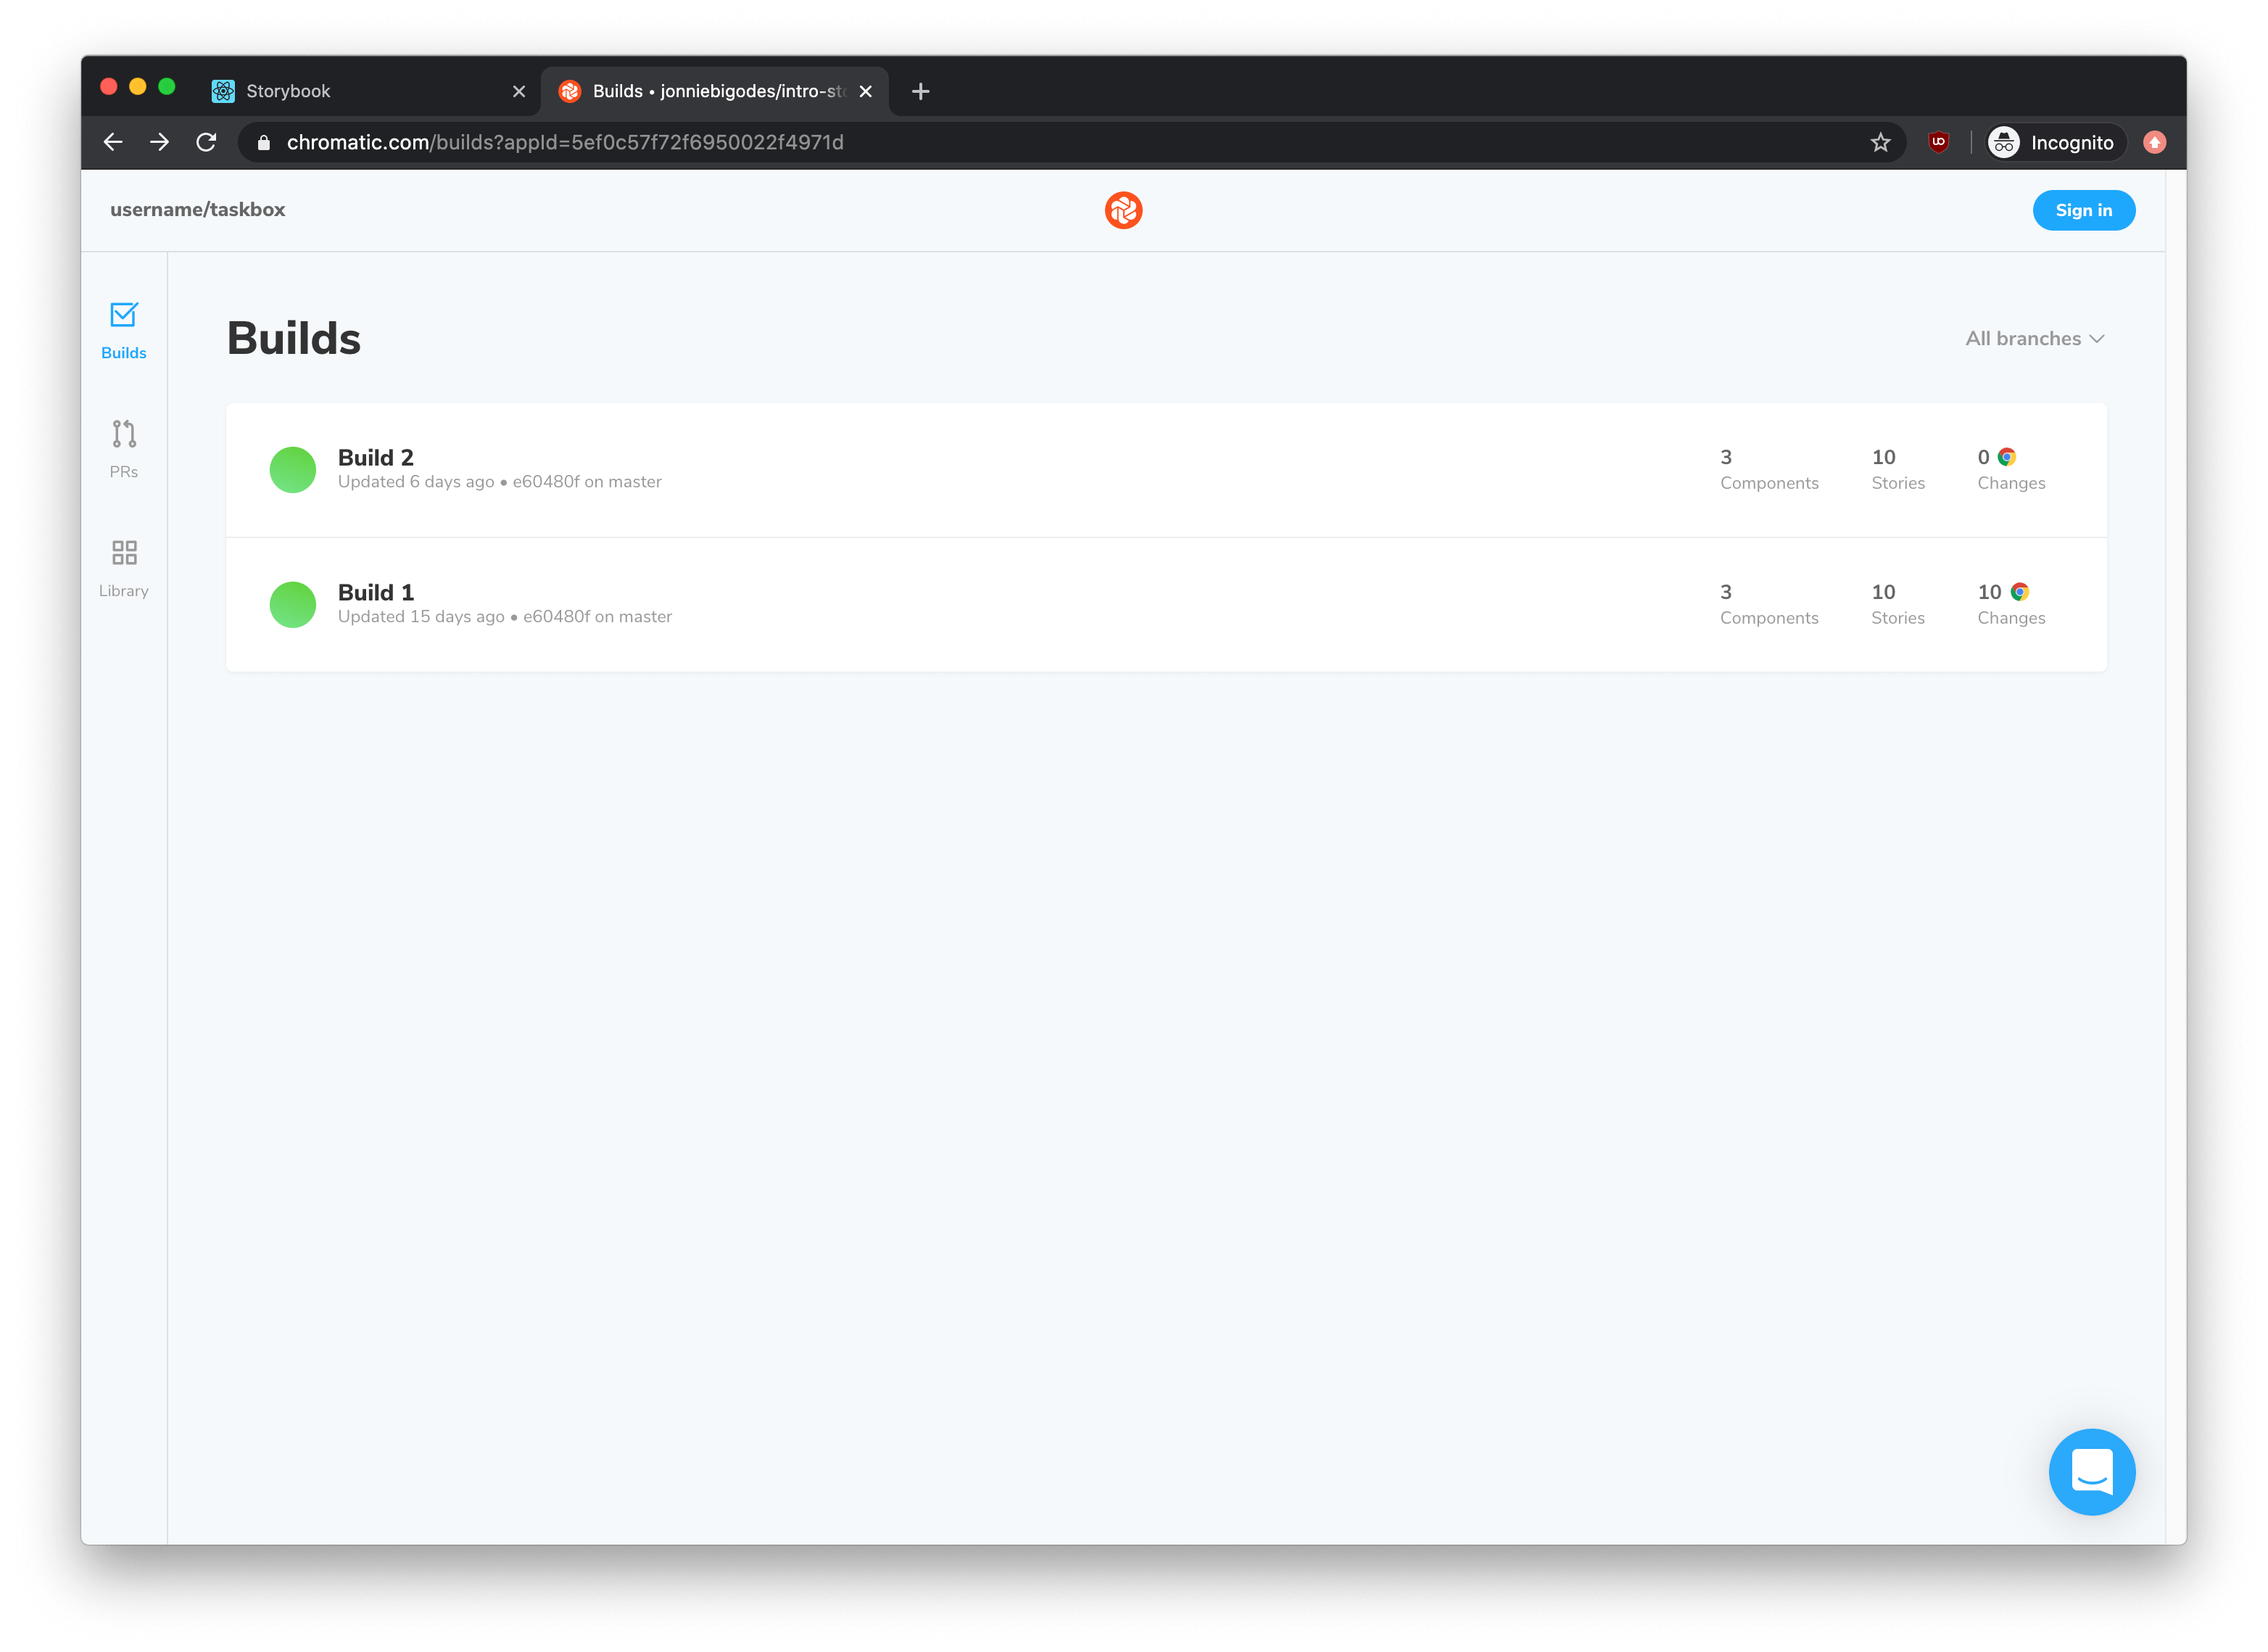 Storybook
Builds • jonniebigodes/intro-sto
chromatic.com/builds?appId=5ef0c57f72f6950022f4971d
Incognito
username/taskbox
Sign in
Builds
PRs
Library
Builds
All branches
Build 2
Updated 6 days ago • e60480f on master
3
Components
10
Stories
0
Changes
Build 1
Updated 15 days ago • e60480f on master
3
Components
10
Stories
10
Changes